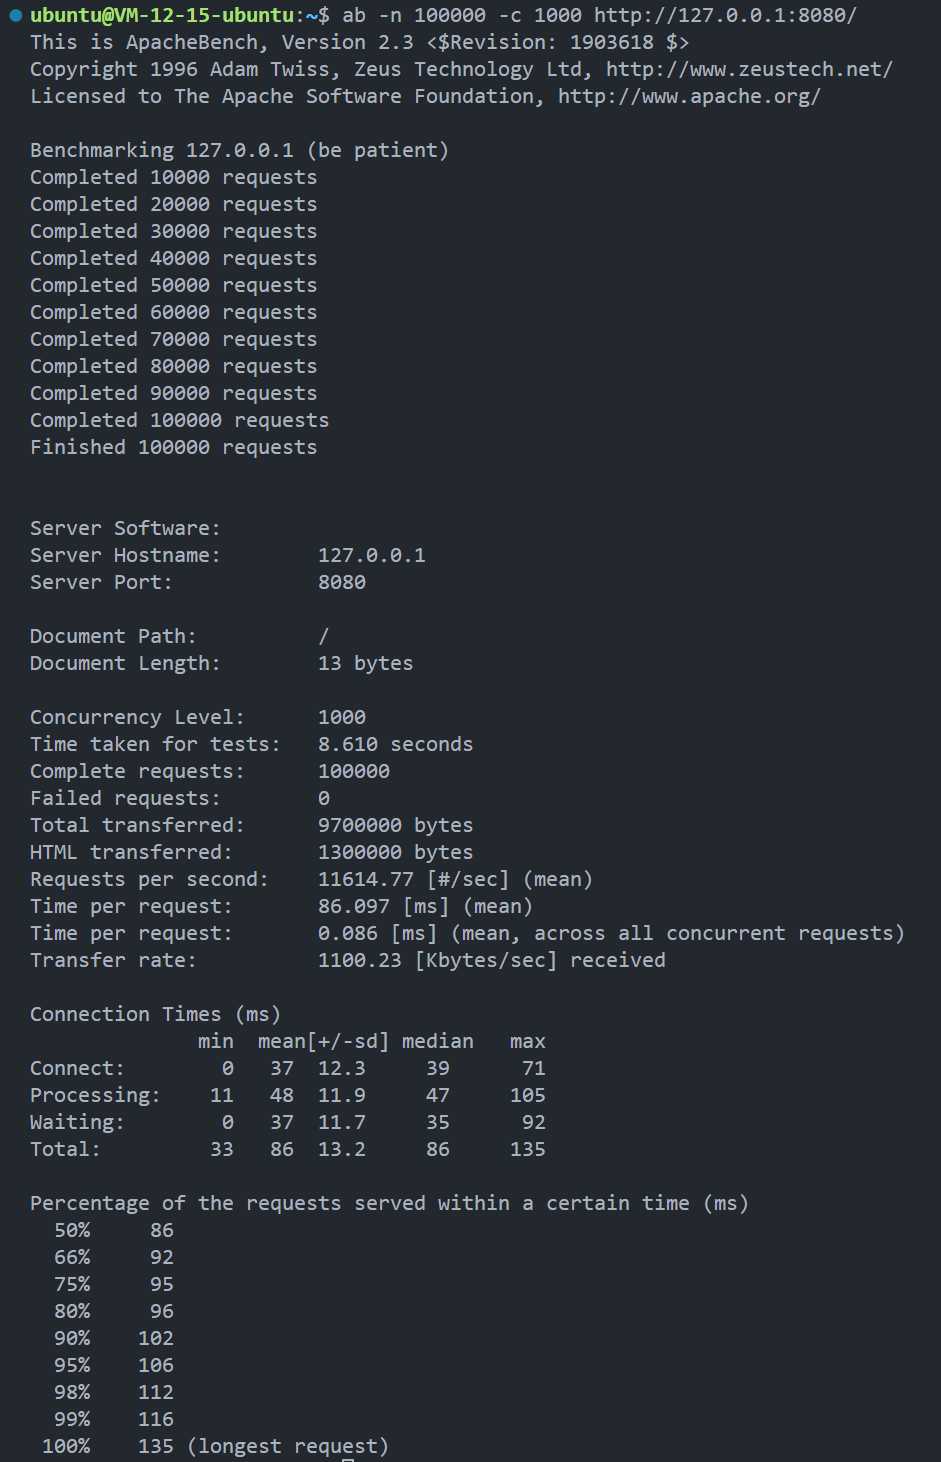 ubuntu@VM-12-15-ubuntu:~$ ab -n 100000 -c 1000 http://127.0.0.1:8080/
This is ApacheBench, Version 2.3 <$Revision: 1903618 $>
Copyright 1996 Adam Twiss, Zeus Technology Ltd, http://www.zeustech.net/
Licensed to The Apache Software Foundation, http://www.apache.org/

Benchmarking 127.0.0.1 (be patient)
Completed 10000 requests
Completed 20000 requests
Completed 30000 requests
Completed 40000 requests
Completed 50000 requests
Completed 60000 requests
Completed 70000 requests
Completed 80000 requests
Completed 90000 requests
Completed 100000 requests
Finished 100000 requests


Server Software:
Server Hostname:        127.0.0.1
Server Port:            8080

Document Path:          /
Document Length:        13 bytes

Concurrency Level:      1000
Time taken for tests:   8.610 seconds
Complete requests:      100000
Failed requests:        0
Total transferred:      9700000 bytes
HTML transferred:       1300000 bytes
Requests per second:    11614.77 [#/sec] (mean)
Time per request:       86.097 [ms] (mean)
Time per request:       0.086 [ms] (mean, across all concurrent requests)
Transfer rate:          1100.23 [Kbytes/sec] received

Connection Times (ms)
              min  mean[+/-sd] median   max
Connect:        0   37  12.3     39      71
Processing:    11   48  11.9     47     105
Waiting:        0   37  11.7     35      92
Total:         33   86  13.2     86     135

Percentage of the requests served within a certain time (ms)
  50%     86
  66%     92
  75%     95
  80%     96
  90%    102
  95%    106
  98%    112
  99%    116
 100%    135 (longest request)